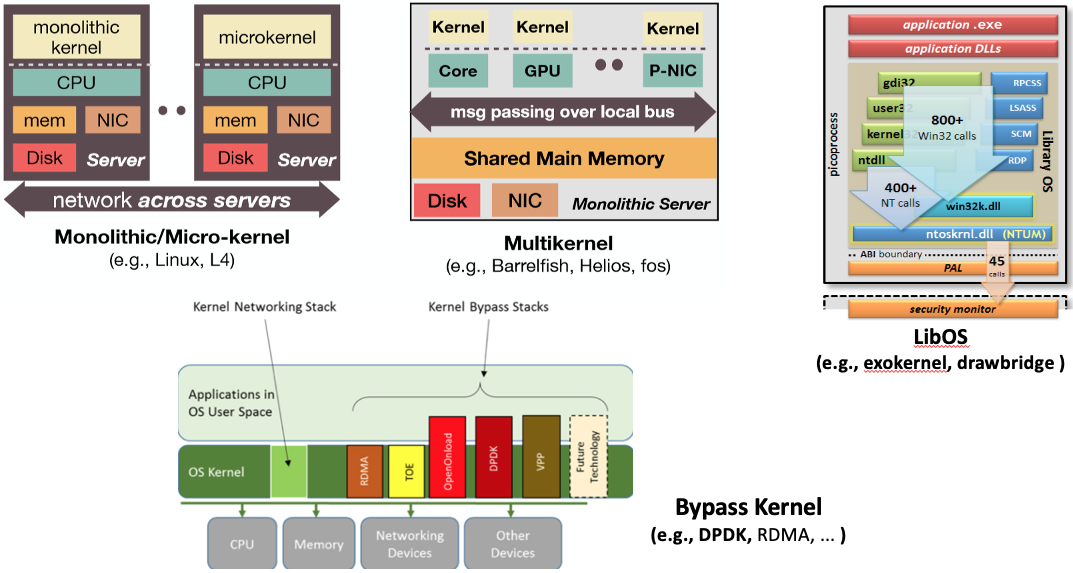 monolithic
kernel
CPU
mem
NIC
Disk
Server
microkernel
CPU
mem
NIC
Disk
Server
network across servers
Monolithic/Micro-kernel
(e.g., Linux, L4)
Kernel
Kernel
Kernel
Core
GPU
P-NIC
msg passing over local bus
Shared Main Memory
Disk
NIC
Monolithic Server
Multikernel
(e.g., Barrelfish, Helios, fos)
application .exe
application DLLs
picoprocess
gdi32
user32
kernel32
ntdll
800+
Win32 calls
400+
NT calls
RPCSS
LSASS
SCM
RDP
Library OS
win32k.dll
ntoskrnl.dll (NTUM)
ABI boundary
45
calls
PAL
security monitor
LibOS
(e.g., exokernel, drawbridge )
Kernel Networking Stack
Kernel Bypass Stacks
Applications in
OS User Space
OS Kernel
RDMA
TOE
OpenOnload
DPDK
VPP
Future
Technology
CPU
Memory
Networking
Devices
Other
Devices
Bypass Kernel
(e.g., DPDK, RDMA, ... )